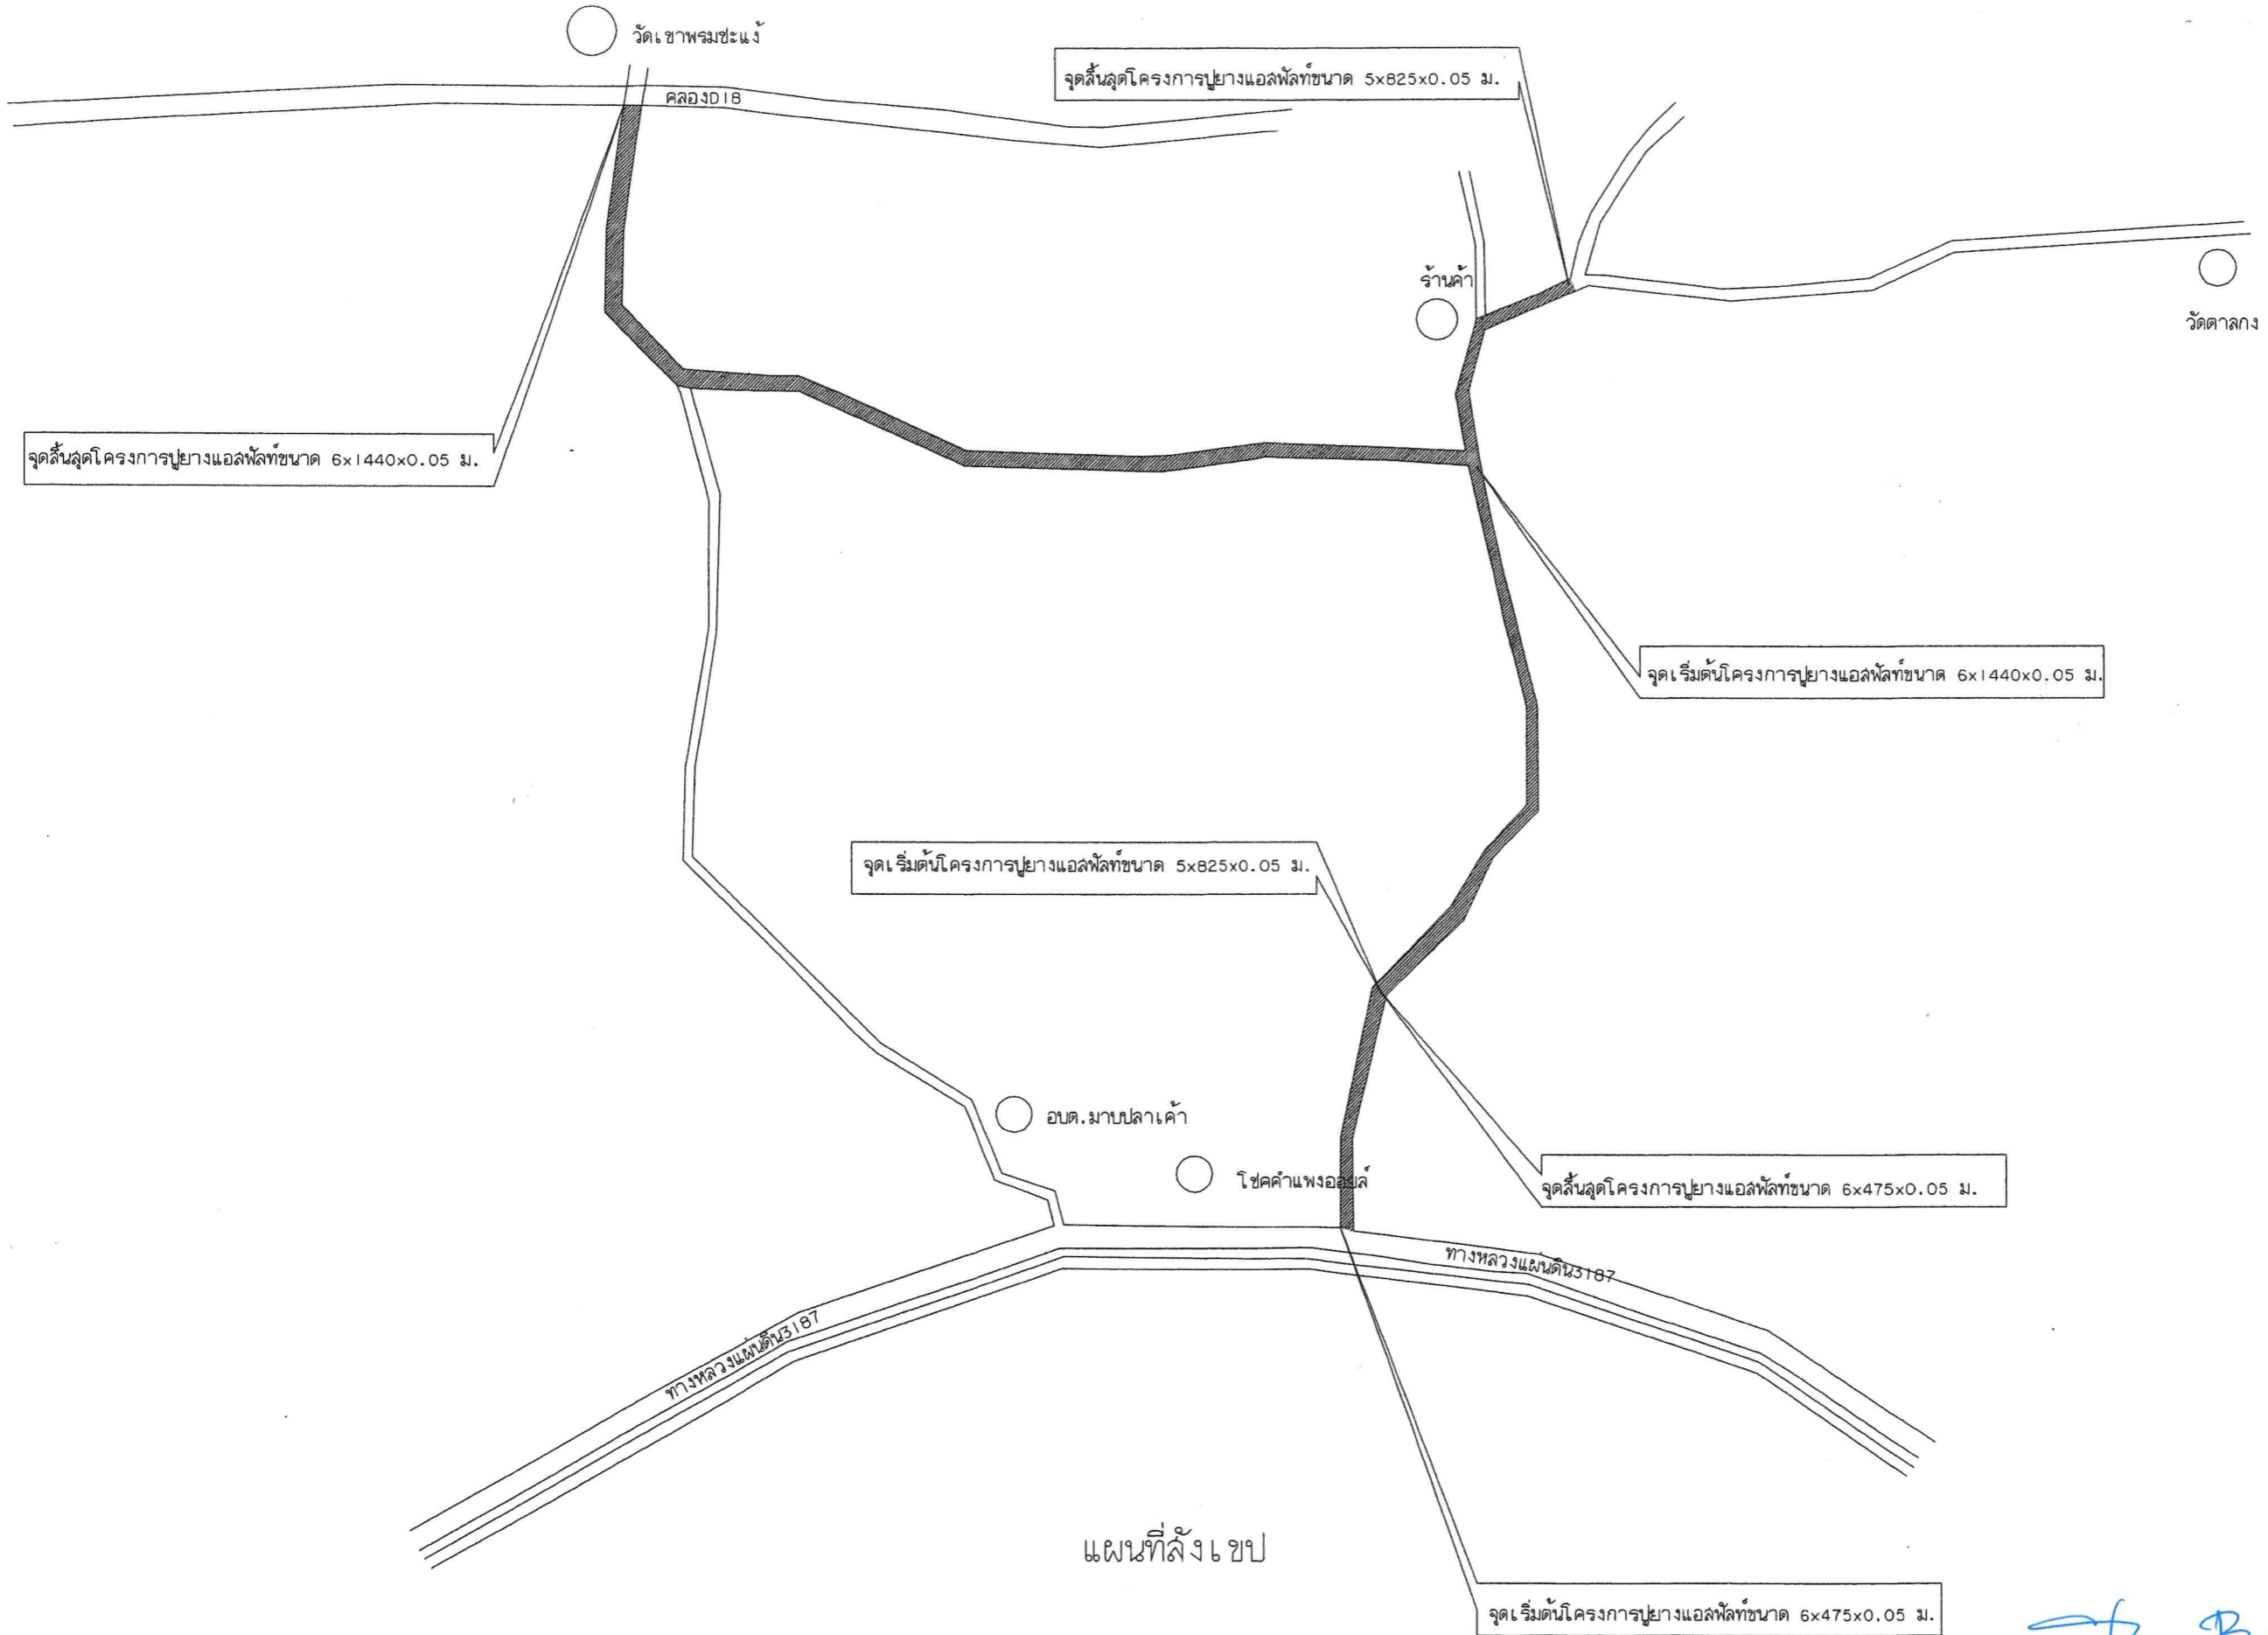 วัดเขาพรมชะแง้
จุดสิ้นสุดโครงการปูยางแอสฟัลท์ขนาด 5x825x0.05 ม.
คลองD18
ร้านค้า
วัดตาลกง
จุดสิ้นสุดโครงการปูยางแอสฟัลท์ขนาด 6x1440x0.05 ม.
จุดเริ่มต้นโครงการปูยางแอสฟัลท์ขนาด 6x1440x0.05 ม.
จุดเริ่มต้นโครงการปูยางแอสฟัลท์ขนาด 5x825x0.05 ม.
อบต.มาบปลาเค้า
โชคคำแพงออยล์
จุดสิ้นสุดโครงการปูยางแอสฟัลท์ขนาด 6x475x0.05 ม.
ทางหลวงแผ่นดิน3187
ทางหลวงแผ่นดิน3187
แผนที่สังเขป
จุดเริ่มต้นโครงการปูยางแอสฟัลท์ขนาด 6x475x0.05 ม.